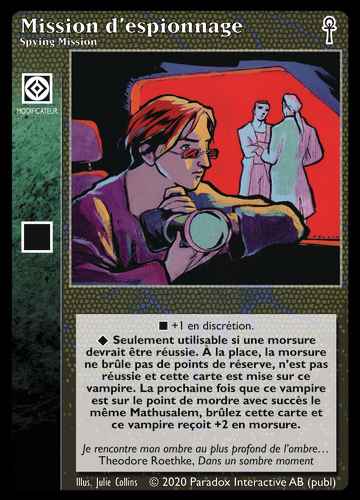 Mission d'espionnage
Spying Mission
MODIFICATEUR
■ +1 en discrétion.
◆ Seulement utilisable si une morsure
devrait être réussie. À la place, la morsure
ne brûle pas de points de réserve, n'est pas
réussie et cette carte est mise sur ce
vampire. La prochaine fois que ce vampire
est sur le point de mordre avec succès le
même Mathusalem, brûlez cette carte et
ce vampire reçoit +2 en morsure.
Je rencontre mon ombre au plus profond de l'ombre...
Theodore Roethke, Dans un sombre moment
Illus. Julie Collins © 2020 Paradox Interactive AB (publ)